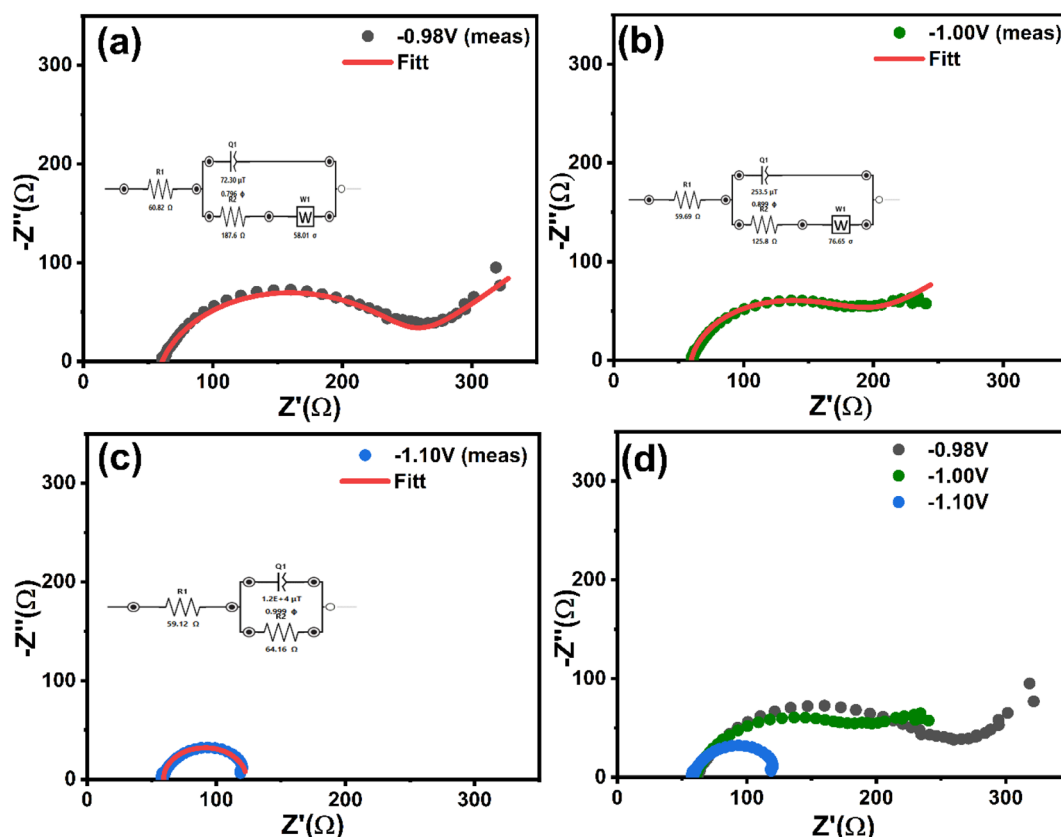 (a)
-0.98V (meas)
Fitt
-Z''(Ω)
300
200
100
0
Q1
72.30 μT
0.796 ϕ
R1
60.82 Ω
R2
187.6 Ω
W1
58.01 σ
0 100 200 300
Z'(Ω)
(b)
-1.00V (meas)
Fitt
-Z''(Ω)
300
200
100
0
Q1
253.5 μT
0.899 ϕ
R1
59.69 Ω
R2
125.8 Ω
W1
76.65 σ
0 100 200 300
Z'(Ω)
(c)
-1.10V (meas)
Fitt
-Z''(Ω)
300
200
100
0
Q1
1.2E+4 μT
0.999 ϕ
R1
59.12 Ω
R2
64.16 Ω
0 100 200 300
Z'(Ω)
(d)
-0.98V
-1.00V
-1.10V
-Z''(Ω)
300
200
100
0
0 100 200 300
Z'(Ω)